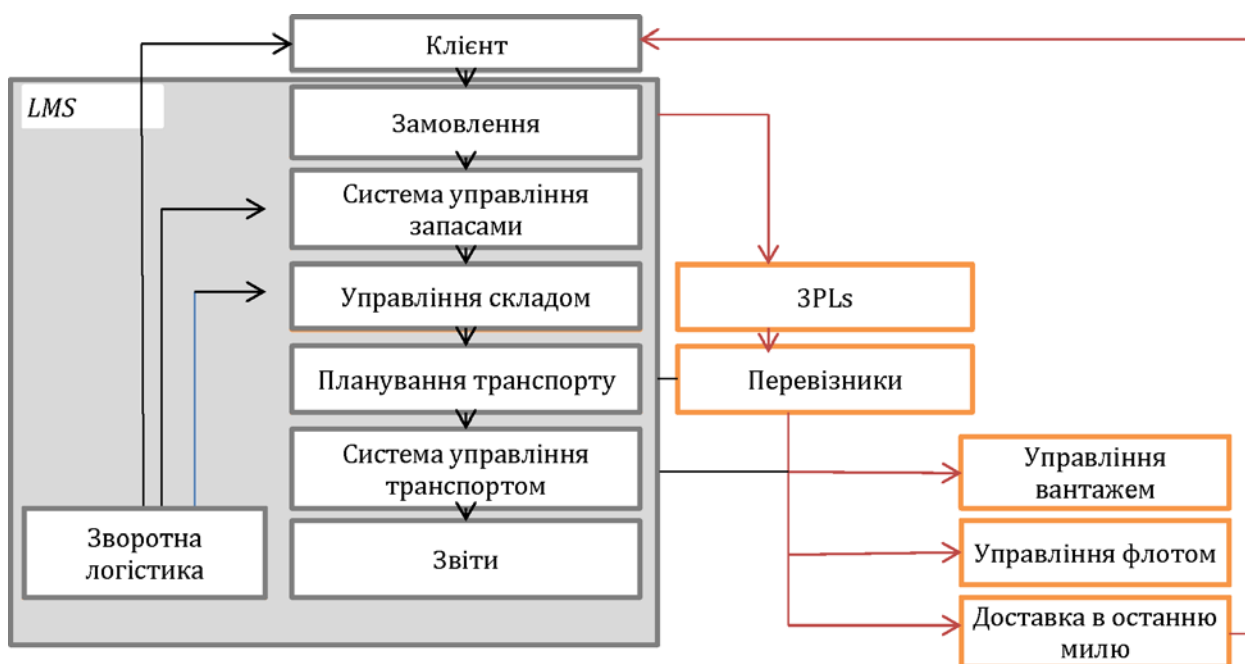 Клієнт
LMS
Замовлення
Система управління
запасами
Управління складом
3PLs
Планування транспорту
Перевізники
Система управління
транспортом
Управління
вантажем
Зворотна
логістика
Звіти
Управління флотом
Доставка в останню
милю